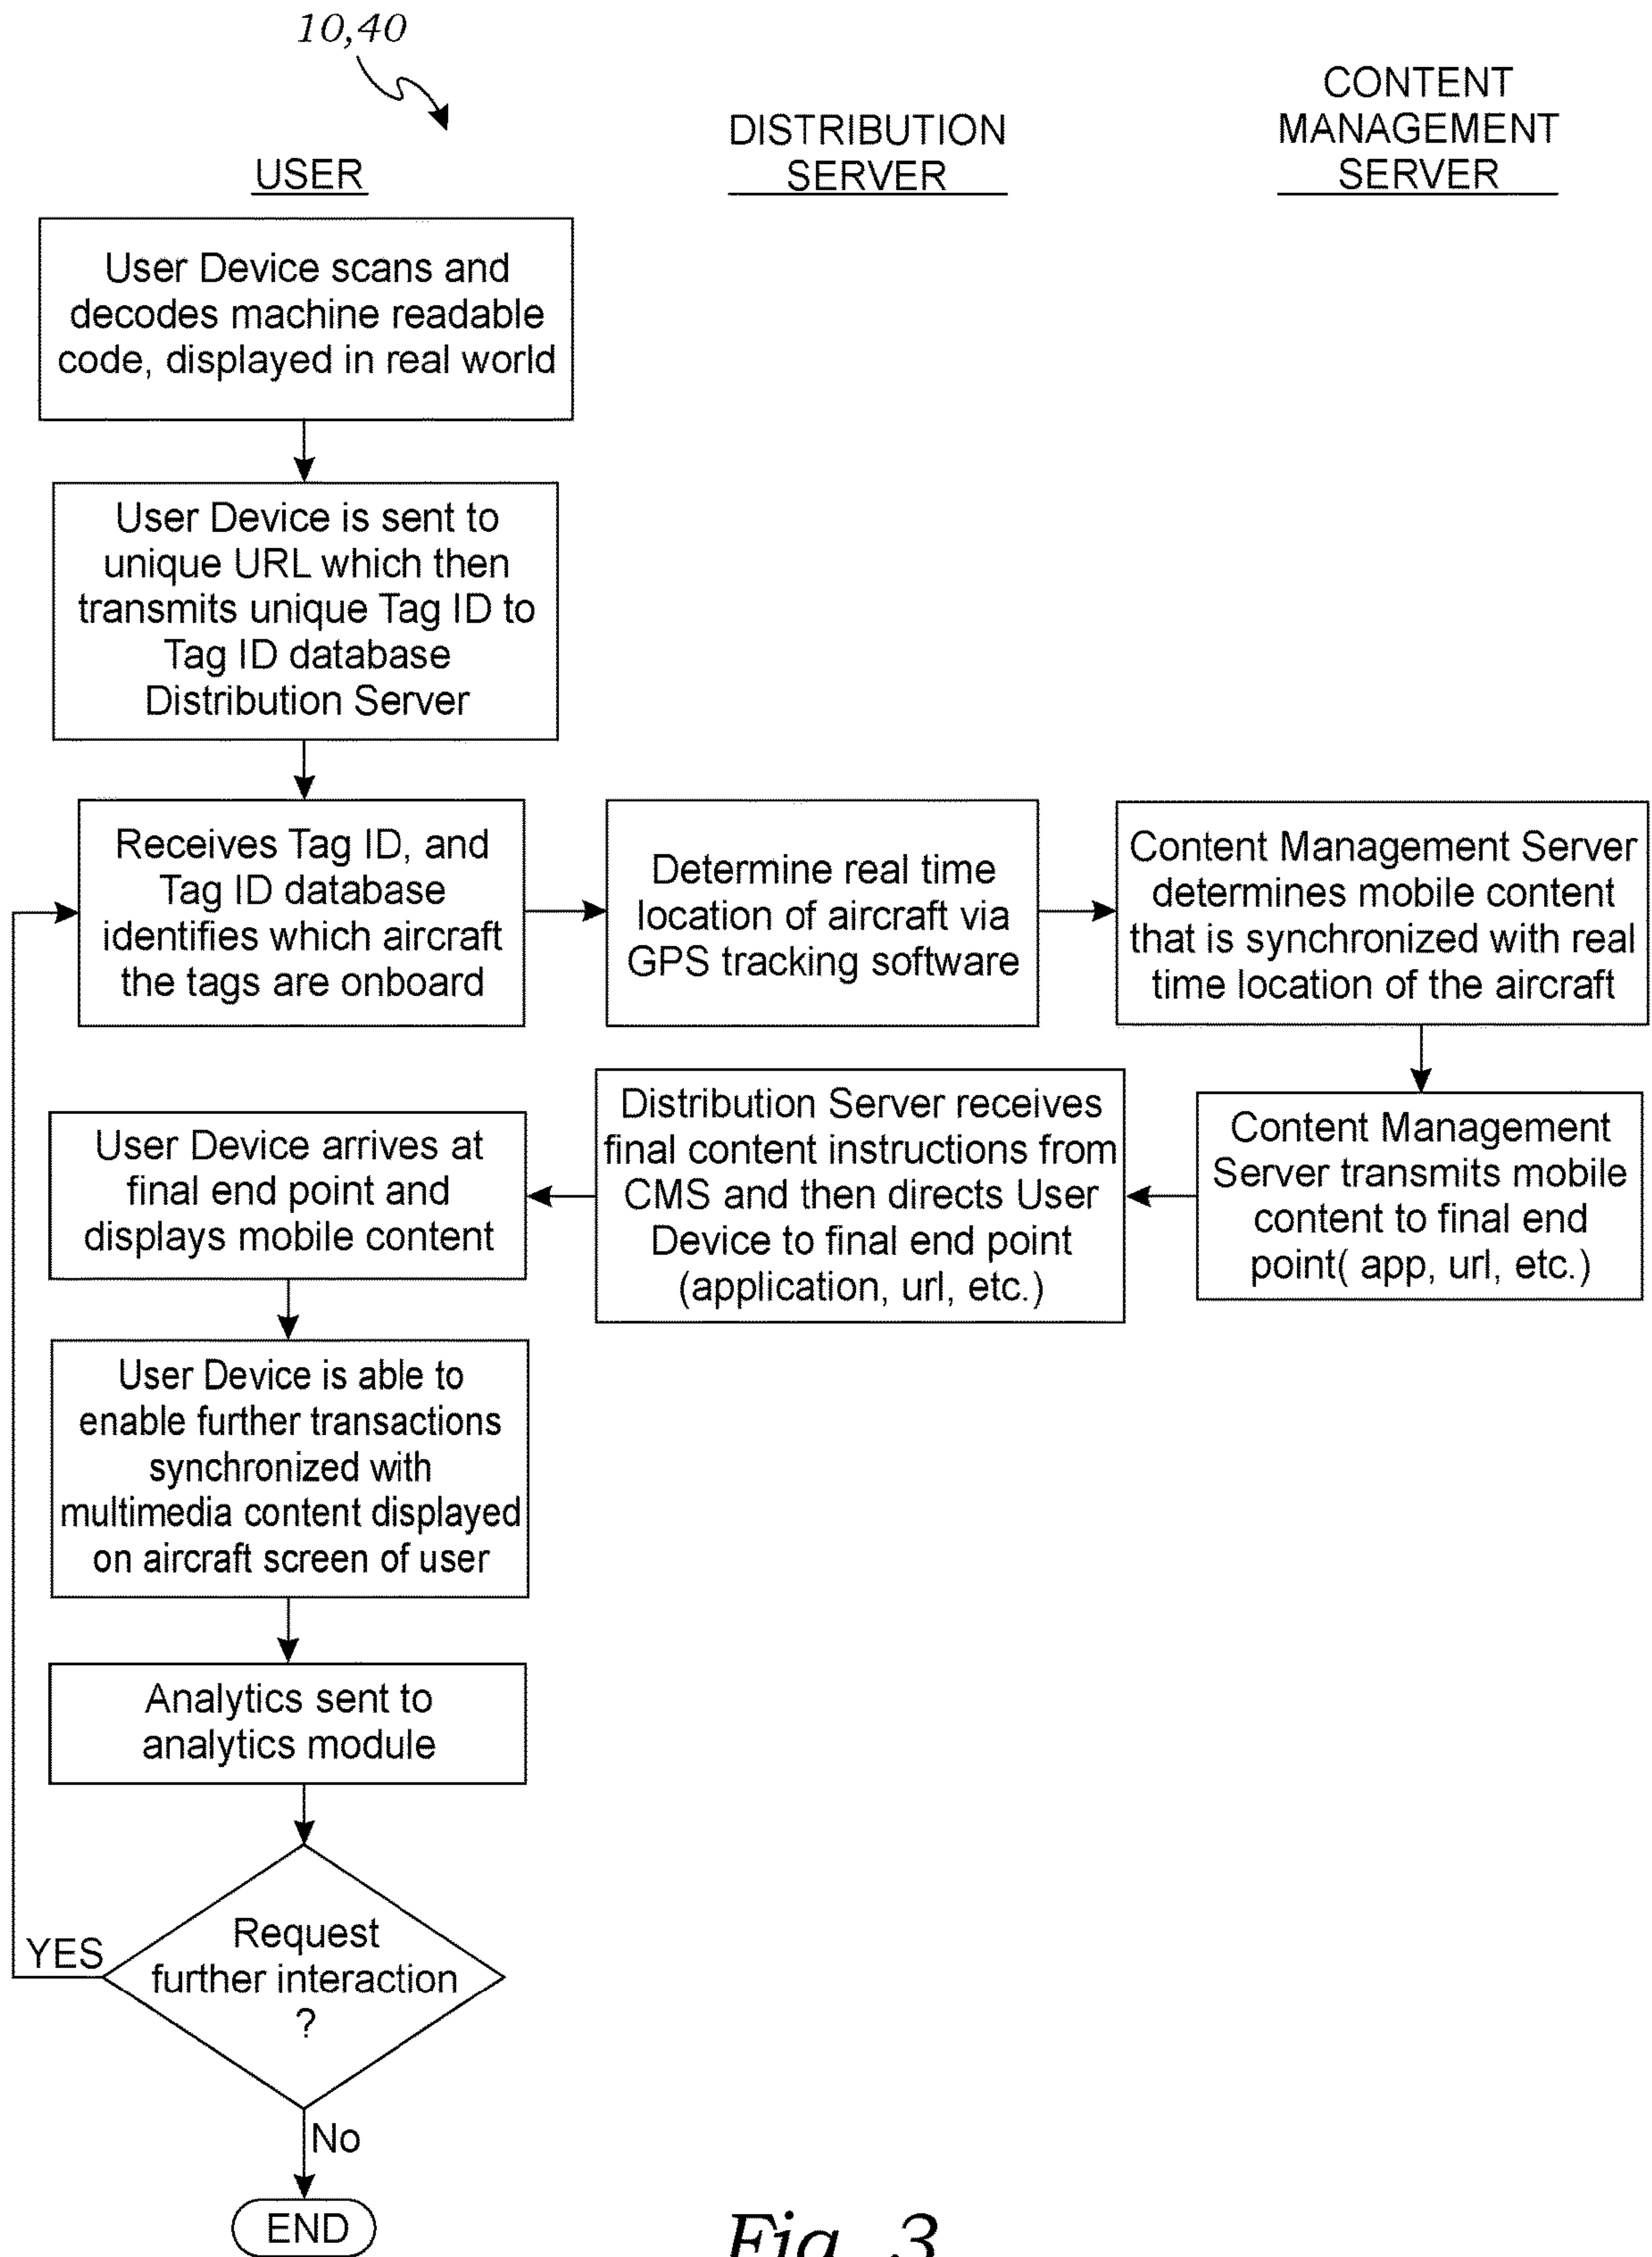 10,40
USER
DISTRIBUTION
SERVER
CONTENT
MANAGEMENT
SERVER
User Device scans and
decodes machine readable
code, displayed in real world
User Device is sent to
unique URL which then
transmits unique Tag ID to
Tag ID database
Distribution Server
Receives Tag ID, and
Tag ID database
identifies which aircraft
the tags are onboard
Determine real time
location of aircraft via
GPS tracking software
Content Management Server
determines mobile content
that is synchronized with real
time location of the aircraft
Content Management
Server transmits mobile
content to final end
point( app, url, etc.)
Distribution Server receives
final content instructions from
CMS and then directs User
Device to final end point
(application, url, etc.)
User Device arrives at
final end point and
displays mobile content
User Device is able to
enable further transactions
synchronized with
multimedia content displayed
on aircraft screen of user
Analytics sent to
analytics module
Request
further interaction
?
YES
No
END
Fig. 3